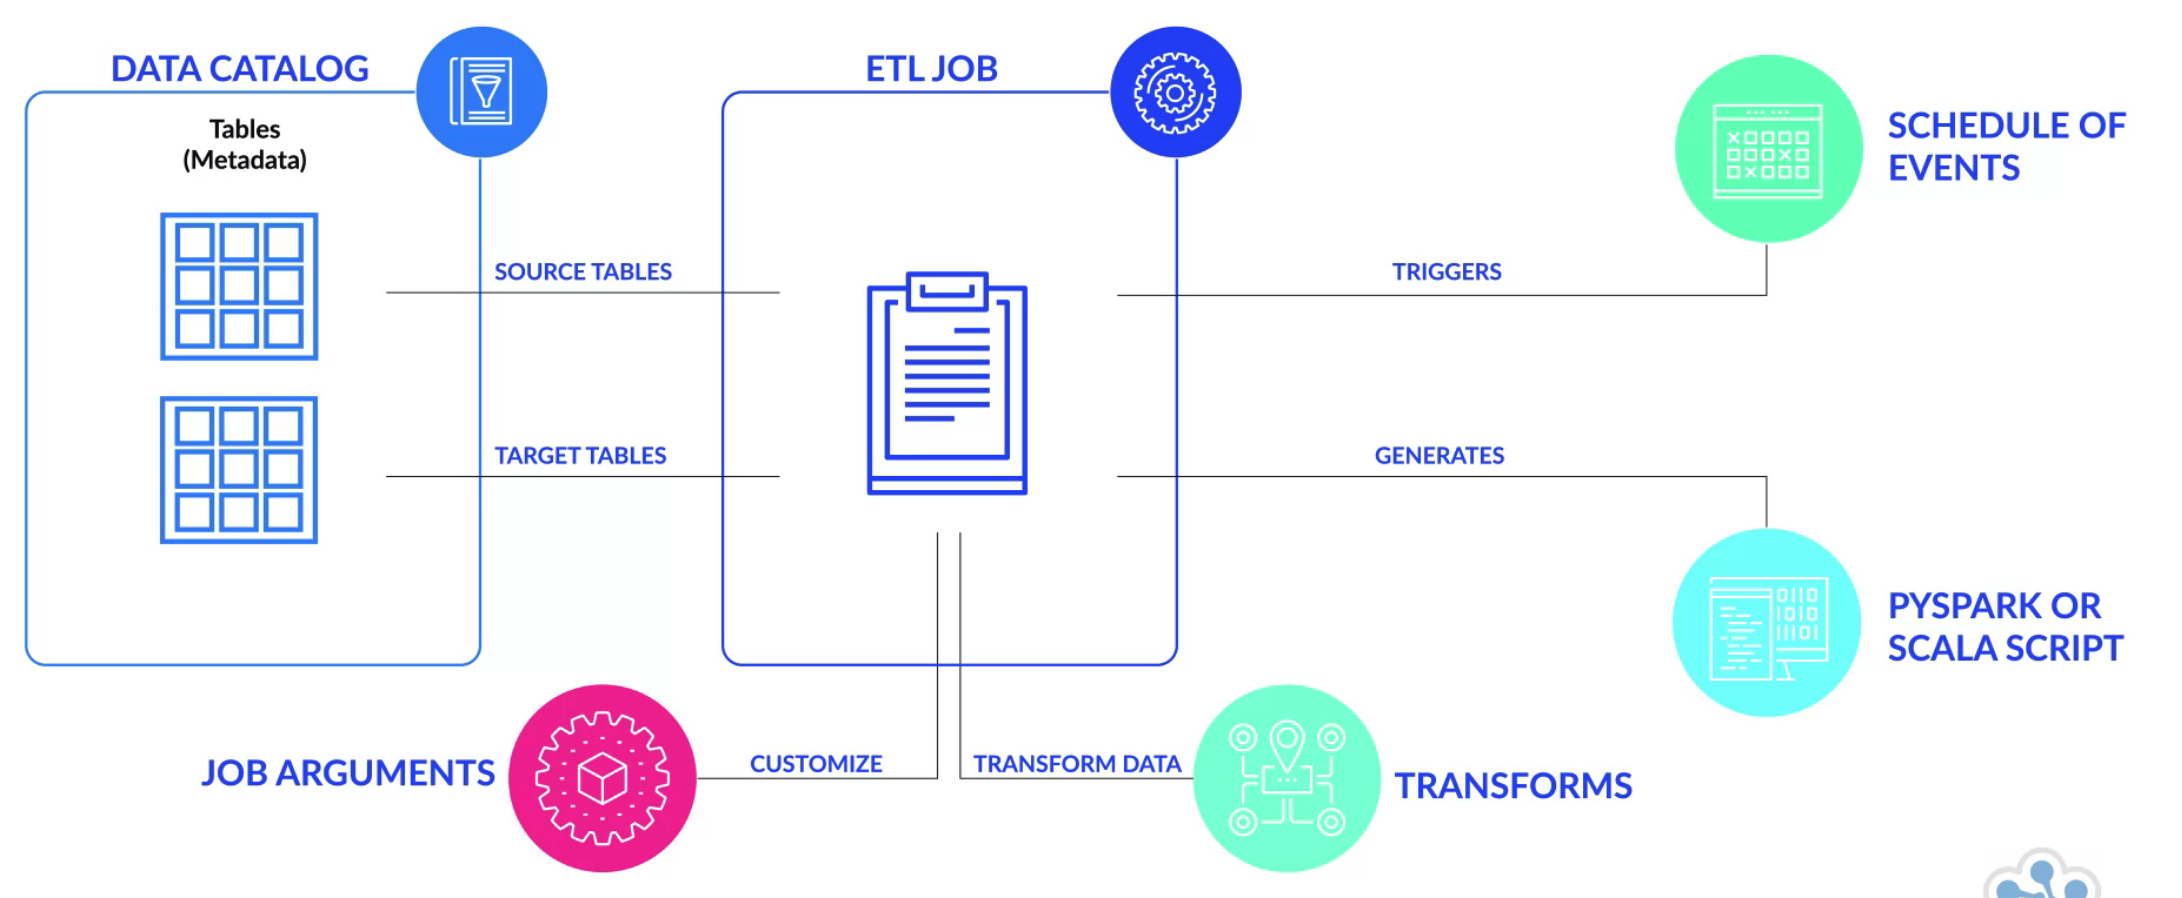 DATA CATALOG
Tables
(Metadata)
ETL JOB
SCHEDULE OF
EVENTS
SOURCE TABLES
TRIGGERS
TARGET TABLES
GENERATES
PYSPARK OR
SCALA SCRIPT
JOB ARGUMENTS
CUSTOMIZE
TRANSFORM DATA
TRANSFORMS